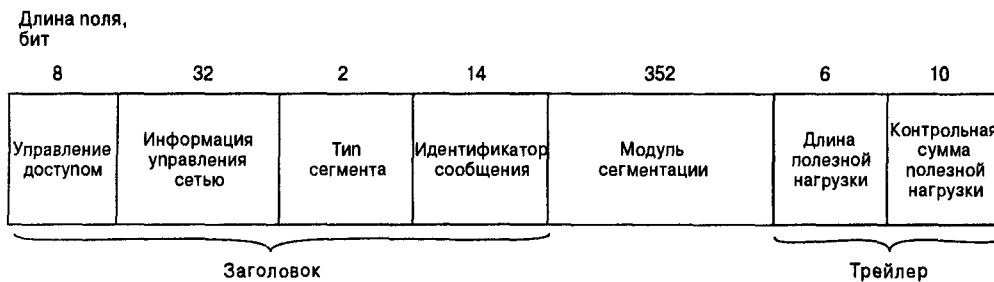 Длина поля,
бит
8 32 2 14 352 6 10
Управление
доступом
Информация
управления
сетью
Тип
сегмента
Идентификатор
сообщения
Модуль
сегментации
Длина
полезной
нагрузки
Контрольная
сумма
полезной
нагрузки
Заголовок
Трейлер